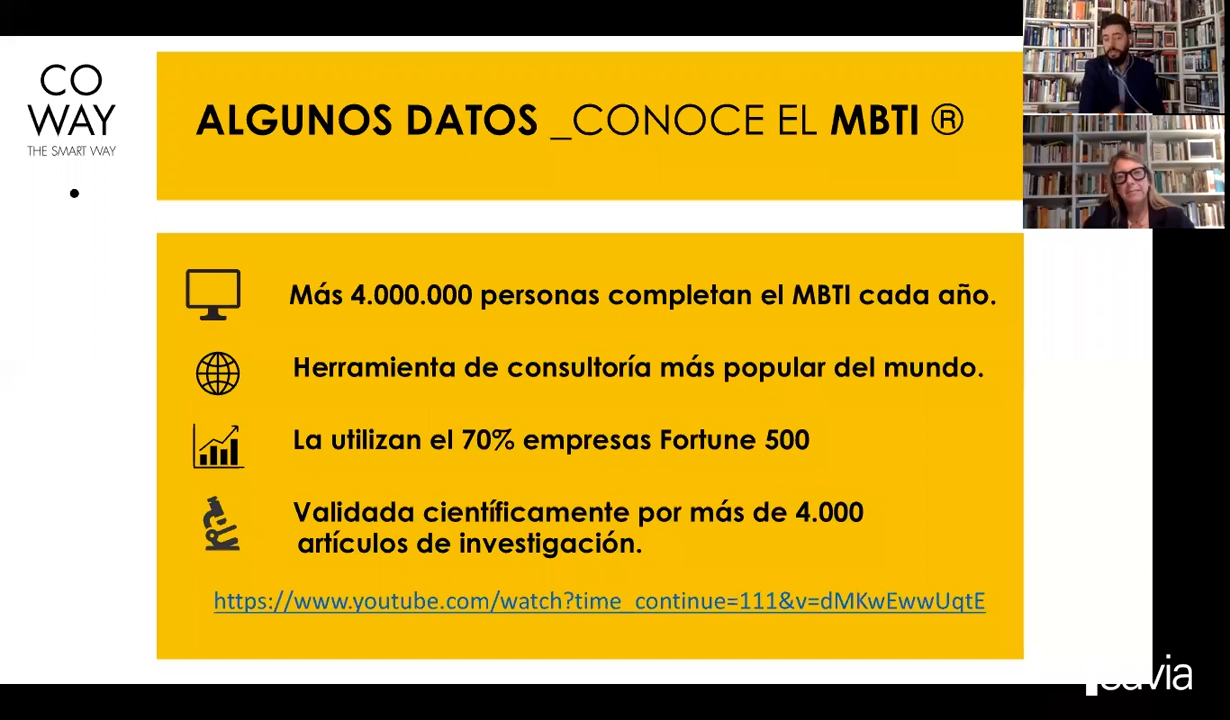 CO
WAY
THE SMART WAY
ALGUNOS DATOS _CONOCE EL MBTI ®
Más 4.000.000 personas completan el MBTI cada año.
Herramienta de consultoría más popular del mundo.
La utilizan el 70% empresas Fortune 500
Validada científicamente por más de 4.000
artículos de investigación.
https://www.youtube.com/watch?time_continue=111&v=dMKwEwwUqtE